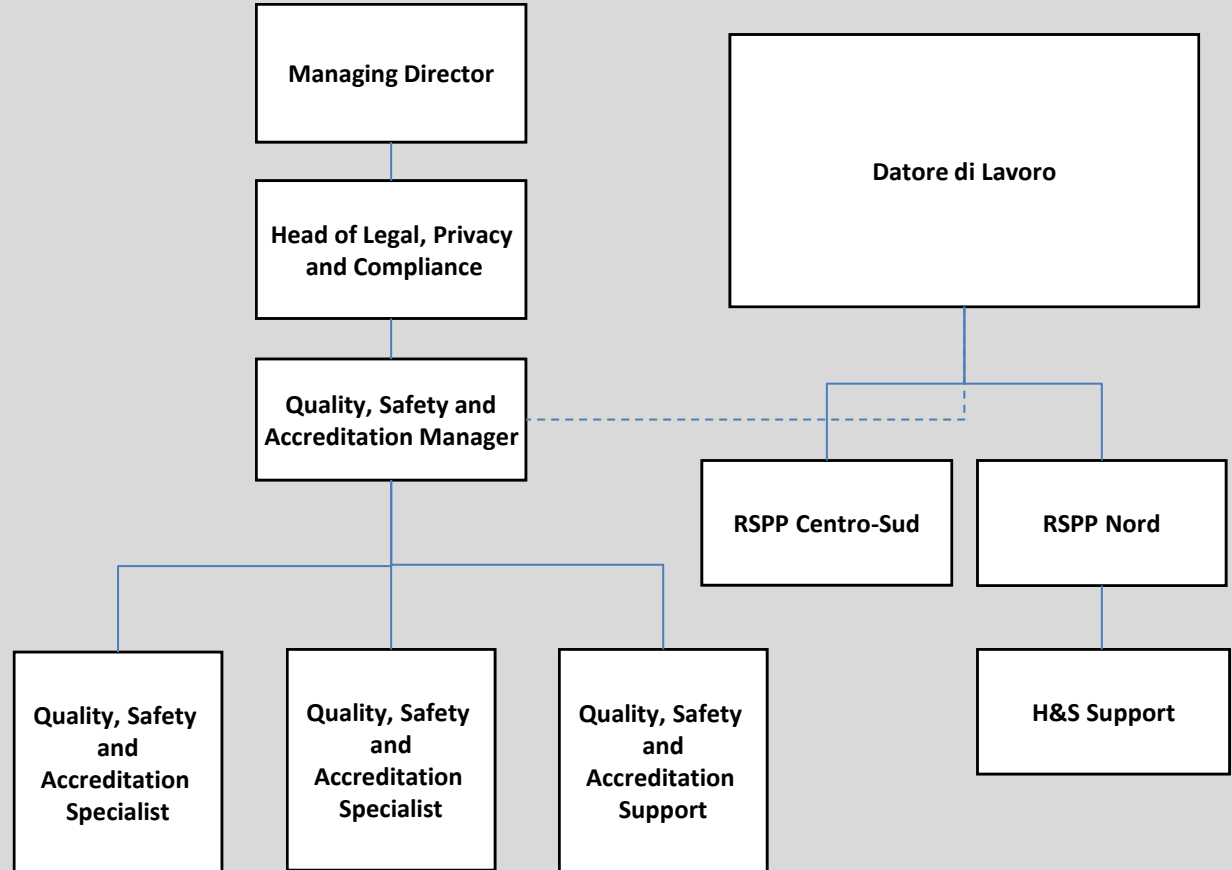 Managing Director
Datore di Lavoro
Head of Legal, Privacy
and Compliance
Quality, Safety and
Accreditation Manager
RSPP Centro-Sud
RSPP Nord
Quality, Safety
and
Accreditation
Specialist
Quality, Safety
and
Accreditation
Specialist
Quality, Safety
and
Accreditation
Support
H&S Support